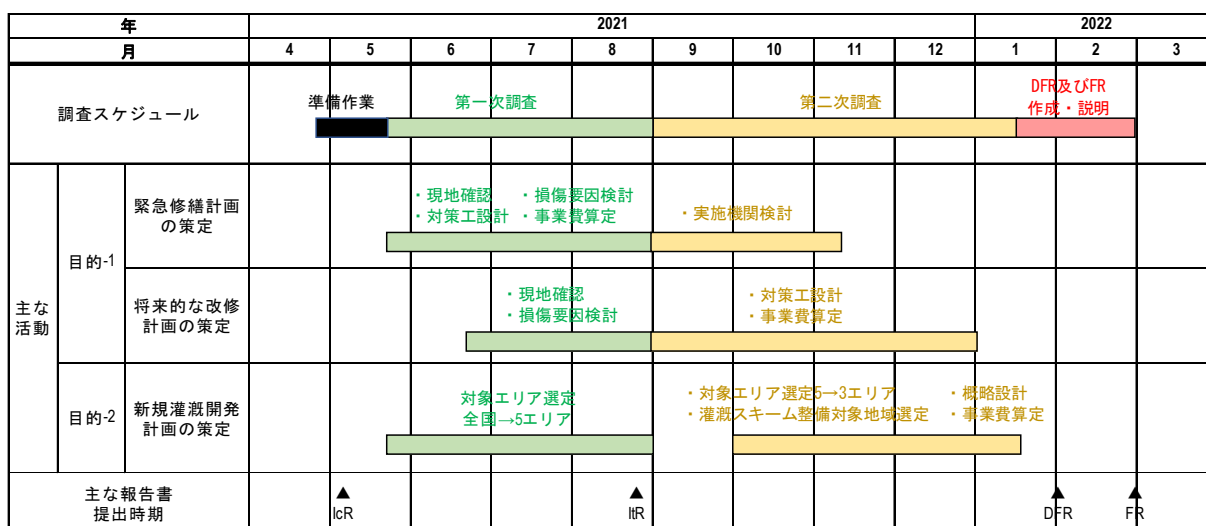 年 2021 2022
月 4 5 6 7 8 9 10 11 12 1 2 3
調査スケジュール
準備作業 第一次調査 第二次調査
DFR及びFR
作成・説明
主な
活動
目的-1
緊急修繕計画
の策定
・現地確認 ・損傷要因検討
・対策工設計 ・事業費算定
・実施機関検討
将来的な改修
計画の策定
・現地確認
・損傷要因検討
・対策工設計
・事業費算定
目的-2
新規灌漑開発
計画の策定
対象エリア選定
全国→5エリア
・対象エリア選定5→3エリア ・概略設計
・灌漑スキーム整備対象地域選定 ・事業費算定
主な報告書
提出時期
▲ ▲ ▲ ▲
IcR ItR DFR FR